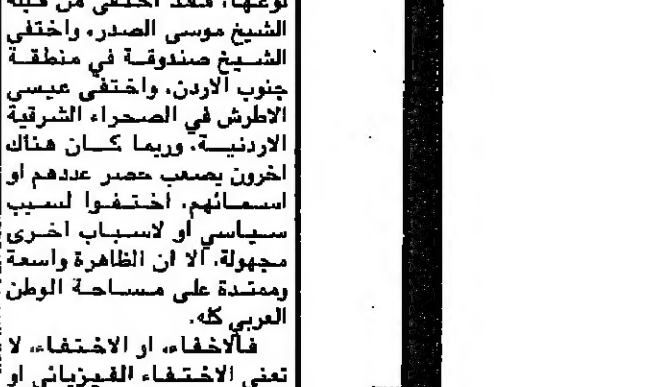 نوعها، فقد اختفى من قبله
الشيخ موسى الصدر، واختفي
الشيخ صندوقة في منطقة
جنوب الاردن، واختفى عيسى
الاطرش في الصحراء الشرقية
الاردنية، وربما كان هناك
اخرون يصعب حصر عددهم او
اسمائهم، اختفوا لسبب
سياسي او لاسباب اخرى
مجهولة، الا ان الظاهرة واسعة
وممتدة على مساحة الوطن
العربي كله.
فالاخفاء، او الاختفاء، لا
تعني الاختفاء الفيزيائي او